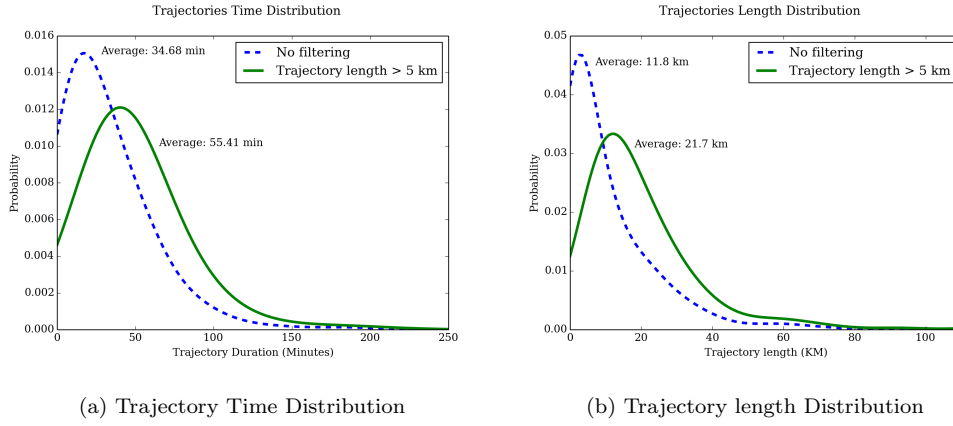 Trajectories Time Distribution
0.016
0.014
0.012
0.010
0.008
0.006
0.004
0.002
0.000
Probability
Average: 34.68 min
Average: 55.41 min
No filtering
Trajectory length > 5 km
0 50 100 150 200 250
Trajectory Duration (Minutes)
(a) Trajectory Time Distribution
Trajectories Length Distribution
0.05
0.04
0.03
0.02
0.01
0.00
Probability
Average: 11.8 km
Average: 21.7 km
No filtering
Trajectory length > 5 km
0 20 40 60 80 100
Trajectory length (KM)
(b) Trajectory length Distribution